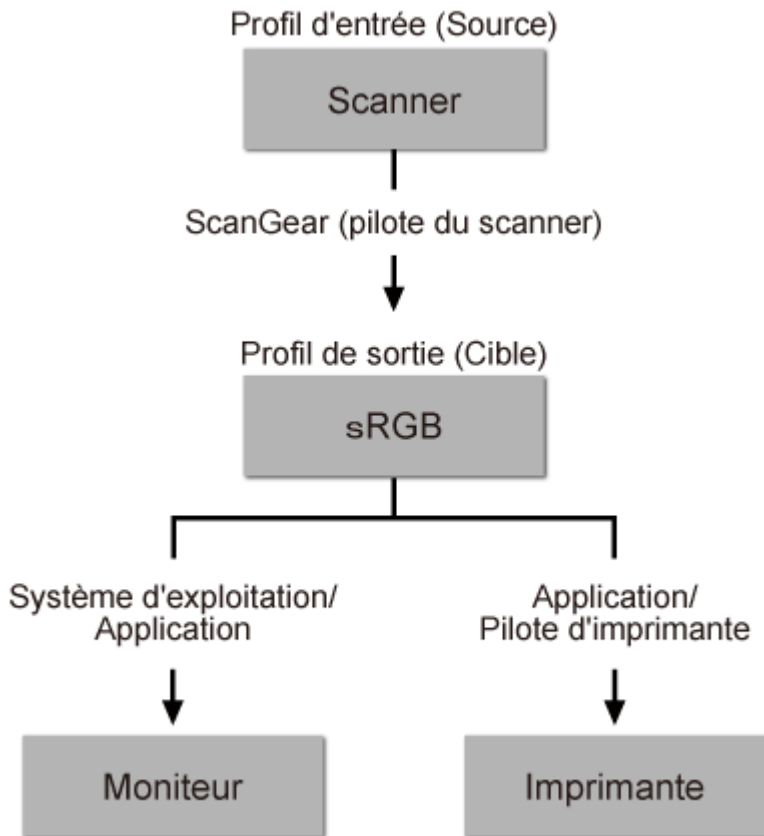 Profil d'entrée (Source)
Scanner
ScanGear (pilote du scanner)
Profil de sortie (Cible)
sRGB
Système d'exploitation/
Application
Application/
Pilote d'imprimante
Moniteur
Imprimante